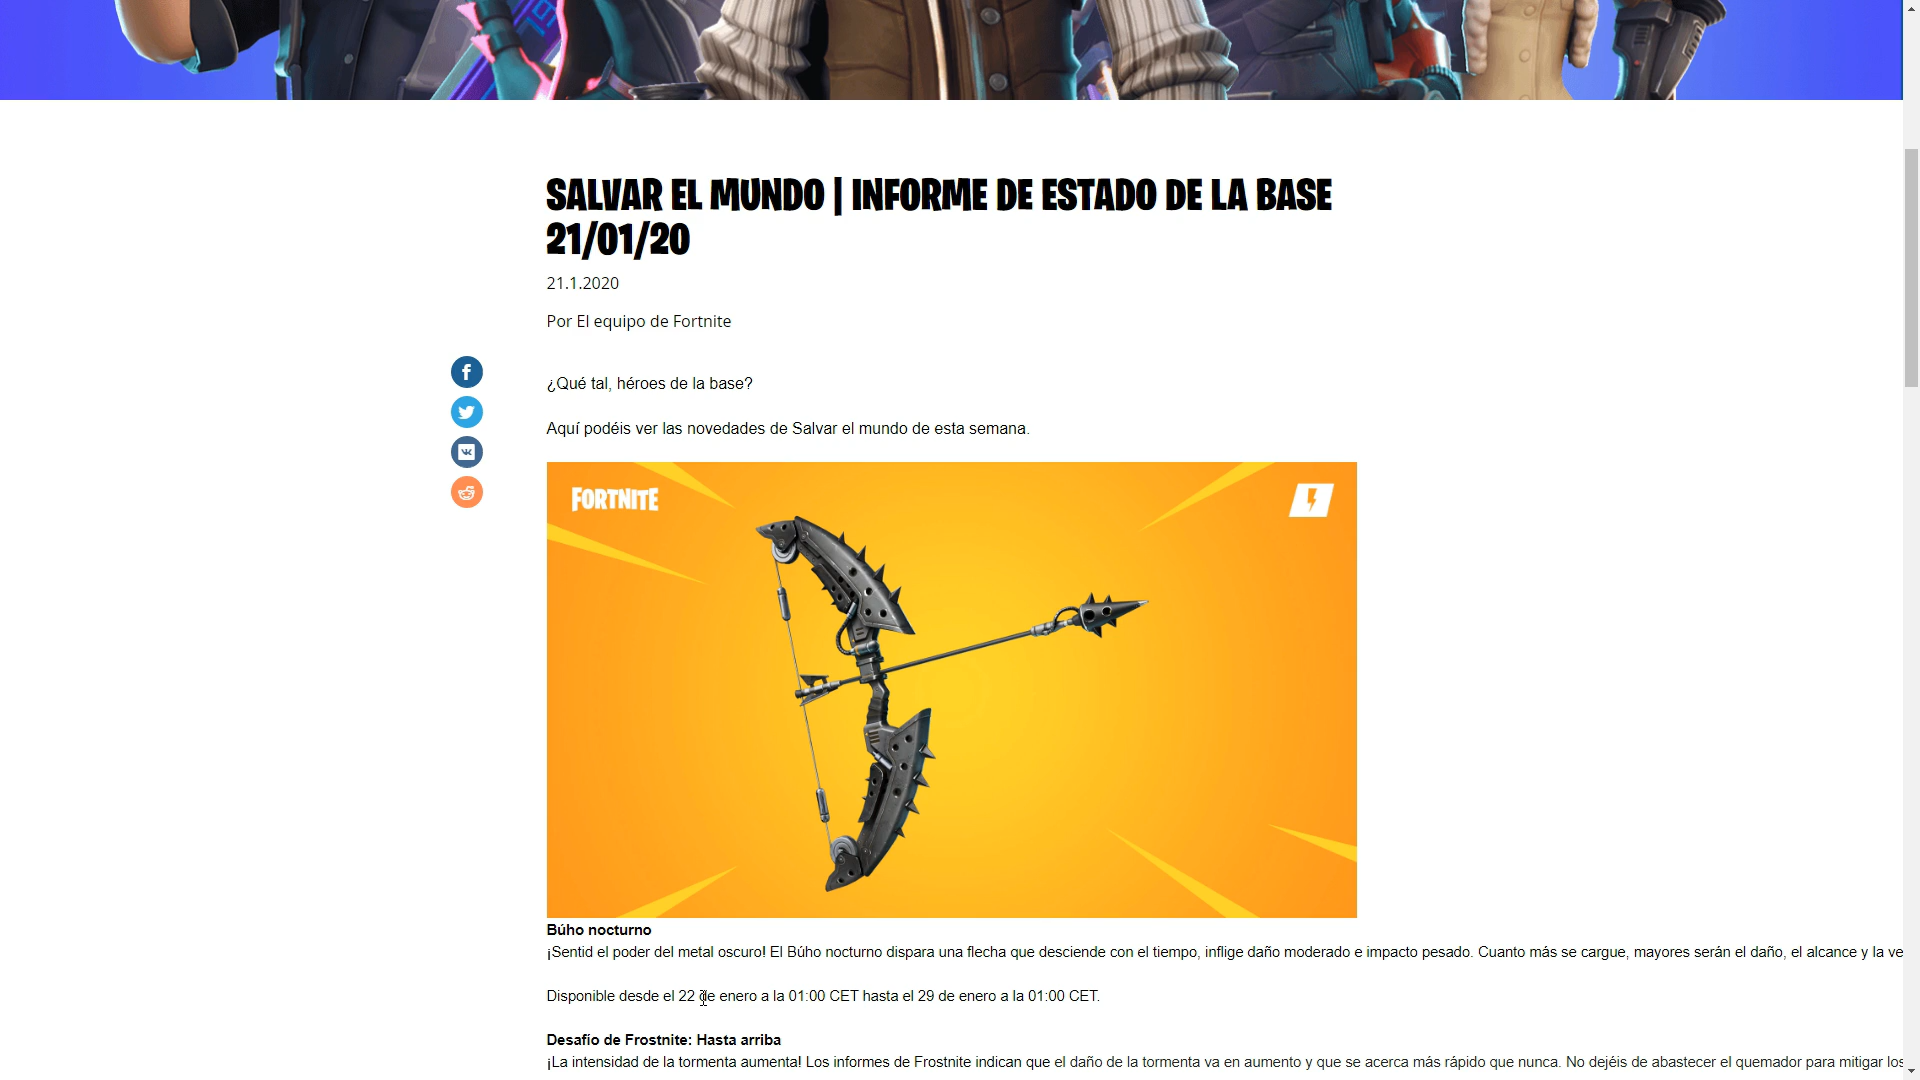 SALVAR EL MUNDO | INFORME DE ESTADO DE LA BASE
21/01/20
21.1.2020
Por El equipo de Fortnite
¿Qué tal, héroes de la base?
Aquí podéis ver las novedades de Salvar el mundo de esta semana.
FORTNITE
Búho nocturno
¡Sentid el poder del metal oscuro! El Búho nocturno dispara una flecha que desciende con el tiempo, inflige daño moderado e impacto pesado. Cuanto más se cargue, mayores serán el daño, el alcance y la ve
Disponible desde el 22 de enero a la 01:00 CET hasta el 29 de enero a la 01:00 CET.
Desafío de Frostnite: Hasta arriba
¡La intensidad de la tormenta aumenta! Los informes de Frostnite indican que el daño de la tormenta va en aumento y que se acerca más rápido que nunca. No dejéis de abastecer el quemador para mitigar los